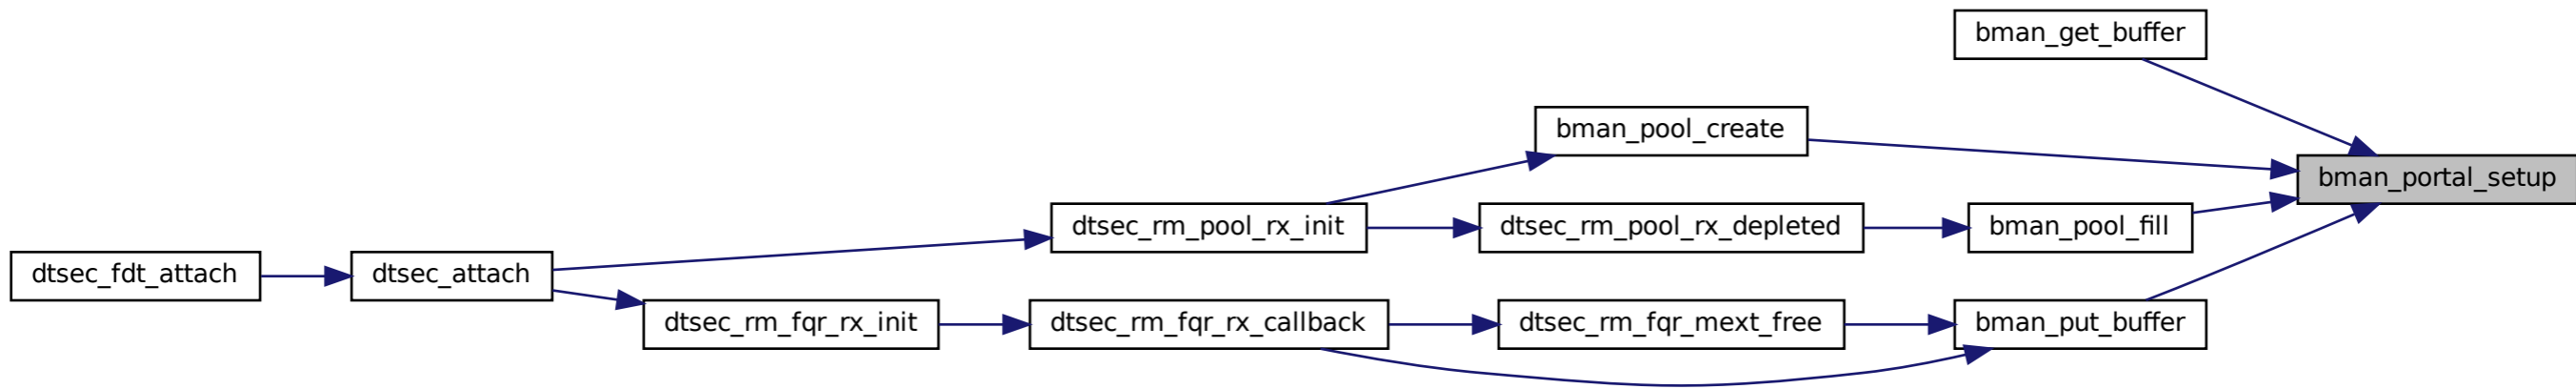 bman_get_buffer
bman_pool_create
bman_portal_setup
dtsec_rm_pool_rx_init
dtsec_rm_pool_rx_depleted
bman_pool_fill
dtsec_fdt_attach
dtsec_attach
dtsec_rm_fqr_rx_init
dtsec_rm_fqr_rx_callback
dtsec_rm_fqr_mext_free
bman_put_buffer